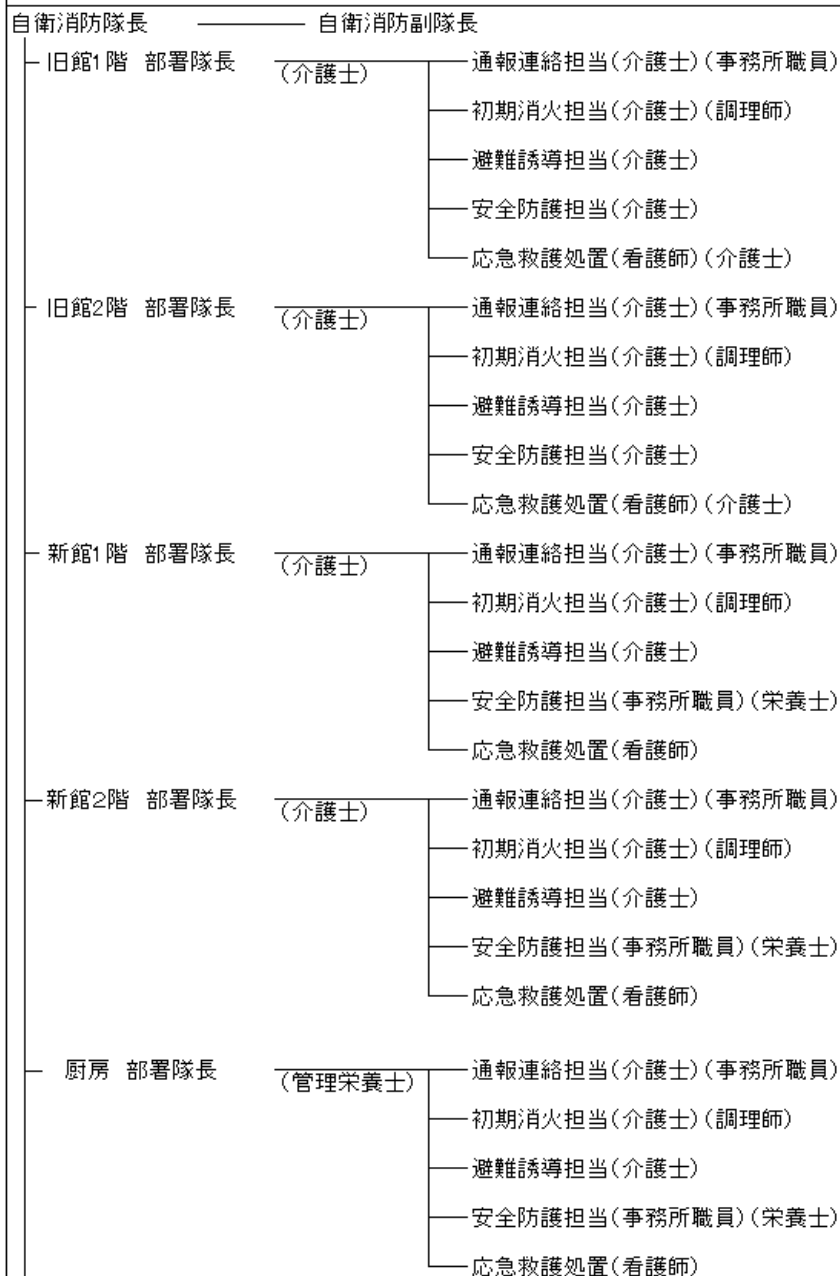 自衛消防隊長 自衛消防副隊長
旧館1階 部署隊長 (介護士) 通報連絡担当(介護士)(事務所職員)
初期消火担当(介護士)(調理師)
避難誘導担当(介護士)
安全防護担当(介護士)
応急救護処置(看護師)(介護士)
旧館2階 部署隊長 (介護士) 通報連絡担当(介護士)(事務所職員)
初期消火担当(介護士)(調理師)
避難誘導担当(介護士)
安全防護担当(介護士)
応急救護処置(看護師)(介護士)
新館1階 部署隊長 (介護士) 通報連絡担当(介護士)(事務所職員)
初期消火担当(介護士)(調理師)
避難誘導担当(介護士)
安全防護担当(事務所職員)(栄養士)
応急救護処置(看護師)
新館2階 部署隊長 (介護士) 通報連絡担当(介護士)(事務所職員)
初期消火担当(介護士)(調理師)
避難誘導担当(介護士)
安全防護担当(事務所職員)(栄養士)
応急救護処置(看護師)
厨房 部署隊長 (管理栄養士) 通報連絡担当(介護士)(事務所職員)
初期消火担当(介護士)(調理師)
避難誘導担当(介護士)
安全防護担当(事務所職員)(栄養士)
応急救護処置(看護師)